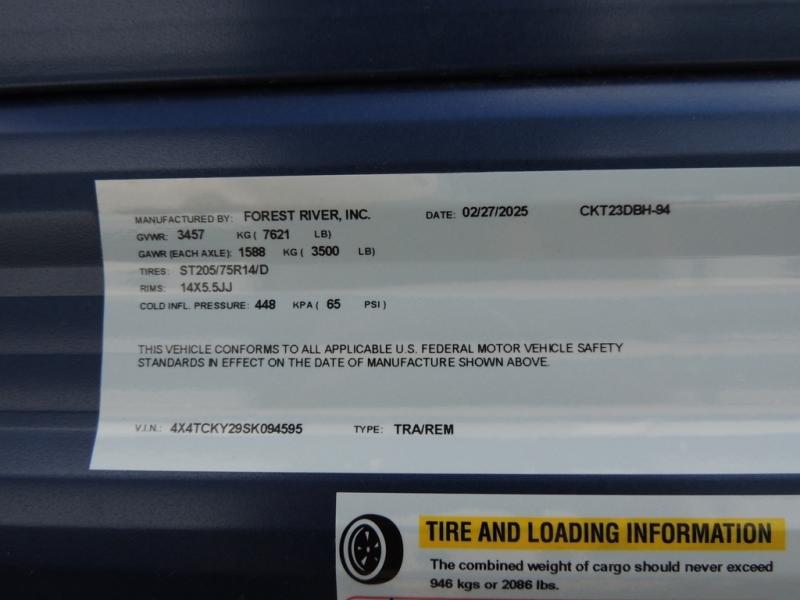 MANUFACTURED BY: FOREST RIVER, INC. DATE: 02/27/2025 CKT23DBH-94
GVWR: 3457 KG ( 7621 LB)
GAWR (EACH AXLE): 1588 KG ( 3500 LB)
TIRES: ST205/75R14/D
RIMS: 14X5.5JJ
COLD INFL. PRESSURE: 448 KPA ( 65 PSI )
THIS VEHICLE CONFORMS TO ALL APPLICABLE U.S. FEDERAL MOTOR VEHICLE SAFETY
STANDARDS IN EFFECT ON THE DATE OF MANUFACTURE SHOWN ABOVE.
V.I.N.: 4X4TCKY29SK094595 TYPE: TRA/REM
TIRE AND LOADING INFORMATION
The combined weight of cargo should never exceed
946 kgs or 2086 lbs.